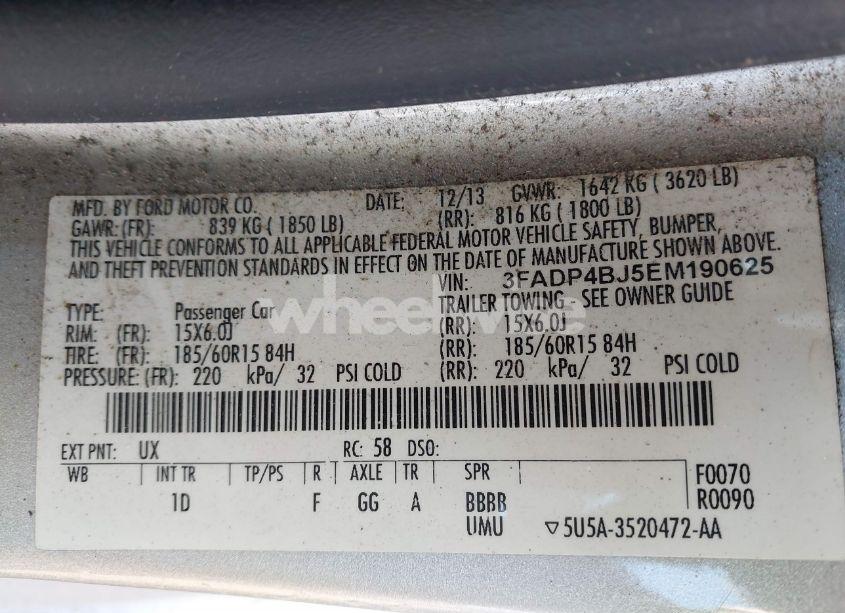 MFD. BY FORD MOTOR CO. DATE: 12/13 GVWR: 1642 KG ( 3620 LB)
GAWR: (FR): 839 KG ( 1850 LB) (RR): 816 KG ( 1800 LB)
THIS VEHICLE CONFORMS TO ALL APPLICABLE FEDERAL MOTOR VEHICLE SAFETY, BUMPER,
AND THEFT PREVENTION STANDARDS IN EFFECT ON THE DATE OF MANUFACTURE SHOWN ABOVE.
VIN: 3FADP4BJ5EM190625
TYPE: Passenger Car TRAILER TOWING - SEE OWNER GUIDE
RIM: (FR): 15X6.0J (RR): 15X6.0J
TIRE: (FR): 185/60R15 84H (RR): 185/60R15 84H
PRESSURE: (FR): 220 kPa/ 32 PSI COLD (RR): 220 kPa/ 32 PSI COLD
EXT PNT: UX RC: 58 DSO:
WB INT TR TP/PS R AXLE TR SPR F0070
1D F GG A BBBB R0090
UMU ▽5U5A-3520472-AA